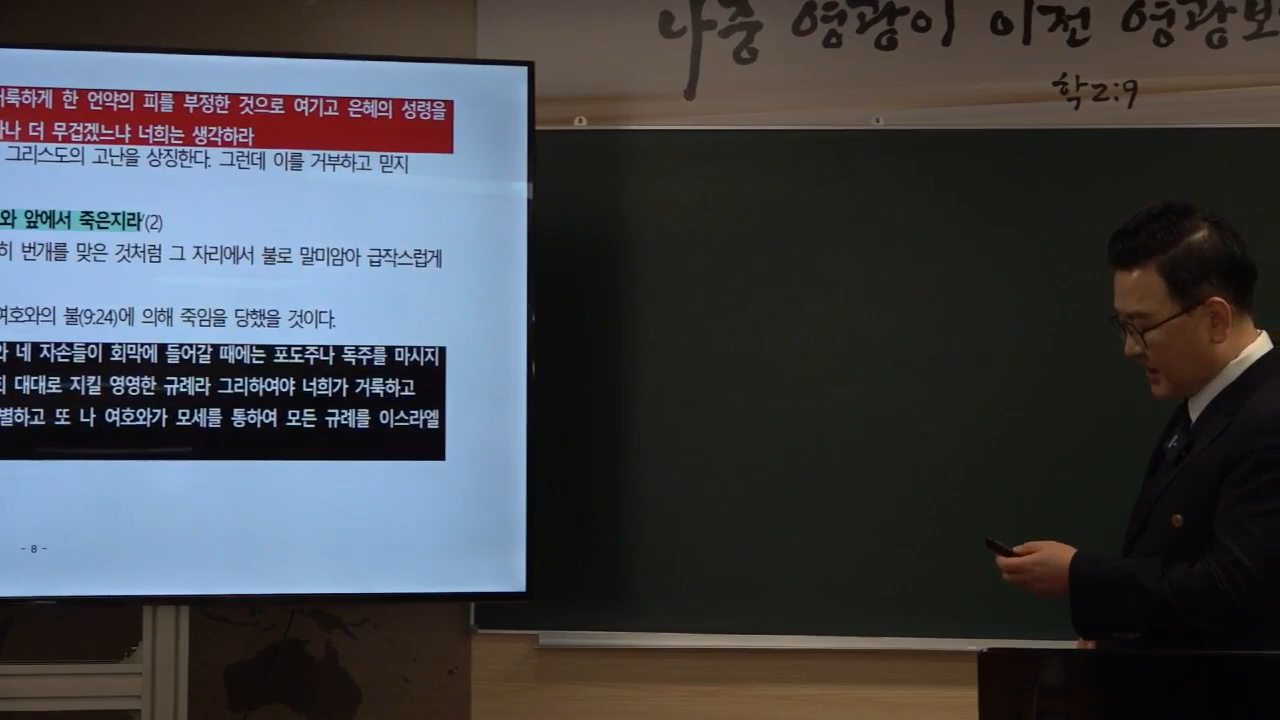 나중 영광이 이전 영광보
학2:9
거룩하게 한 언약의 피를 부정한 것으로 여기고 은혜의 성령을
더 무겁겠느냐 너희는 생각하라
그리스도의 고난을 상징한다. 그런데 이를 거부하고 믿지
와 앞에서 죽은지라'(2)
히 번개를 맞은 것처럼 그 자리에서 불로 말미암아 급작스럽게
여호와의 불(9:24)에 의해 죽임을 당했을 것이다.
와 네 자손들이 회막에 들어갈 때에는 포도주나 독주를 마시지
대대로 지킬 영영한 규례라 그리하여야 너희가 거룩하고
별하고 또 나 여호와가 모세를 통하여 모든 규례를 이스라엘
- 8 -